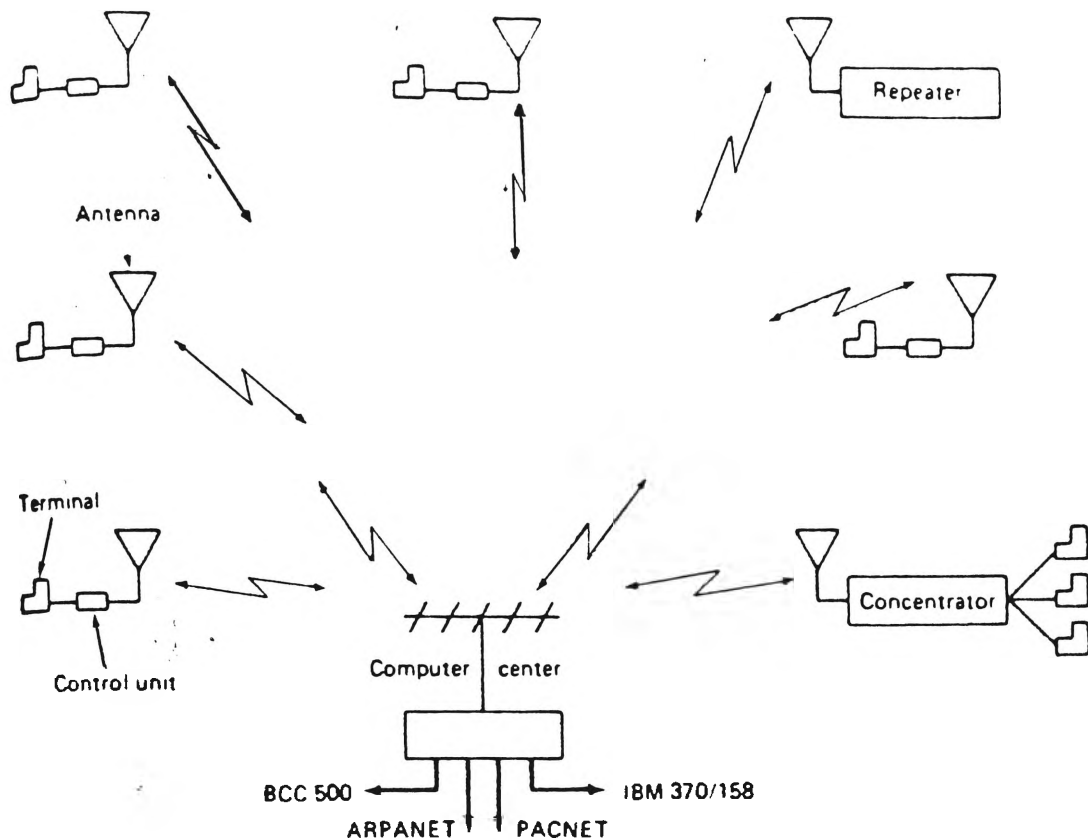 Repeater
Antenna
Terminal
Concentrator
Control unit
Computer center
BCC 500
IBM 370/158
ARPANET
PACNET